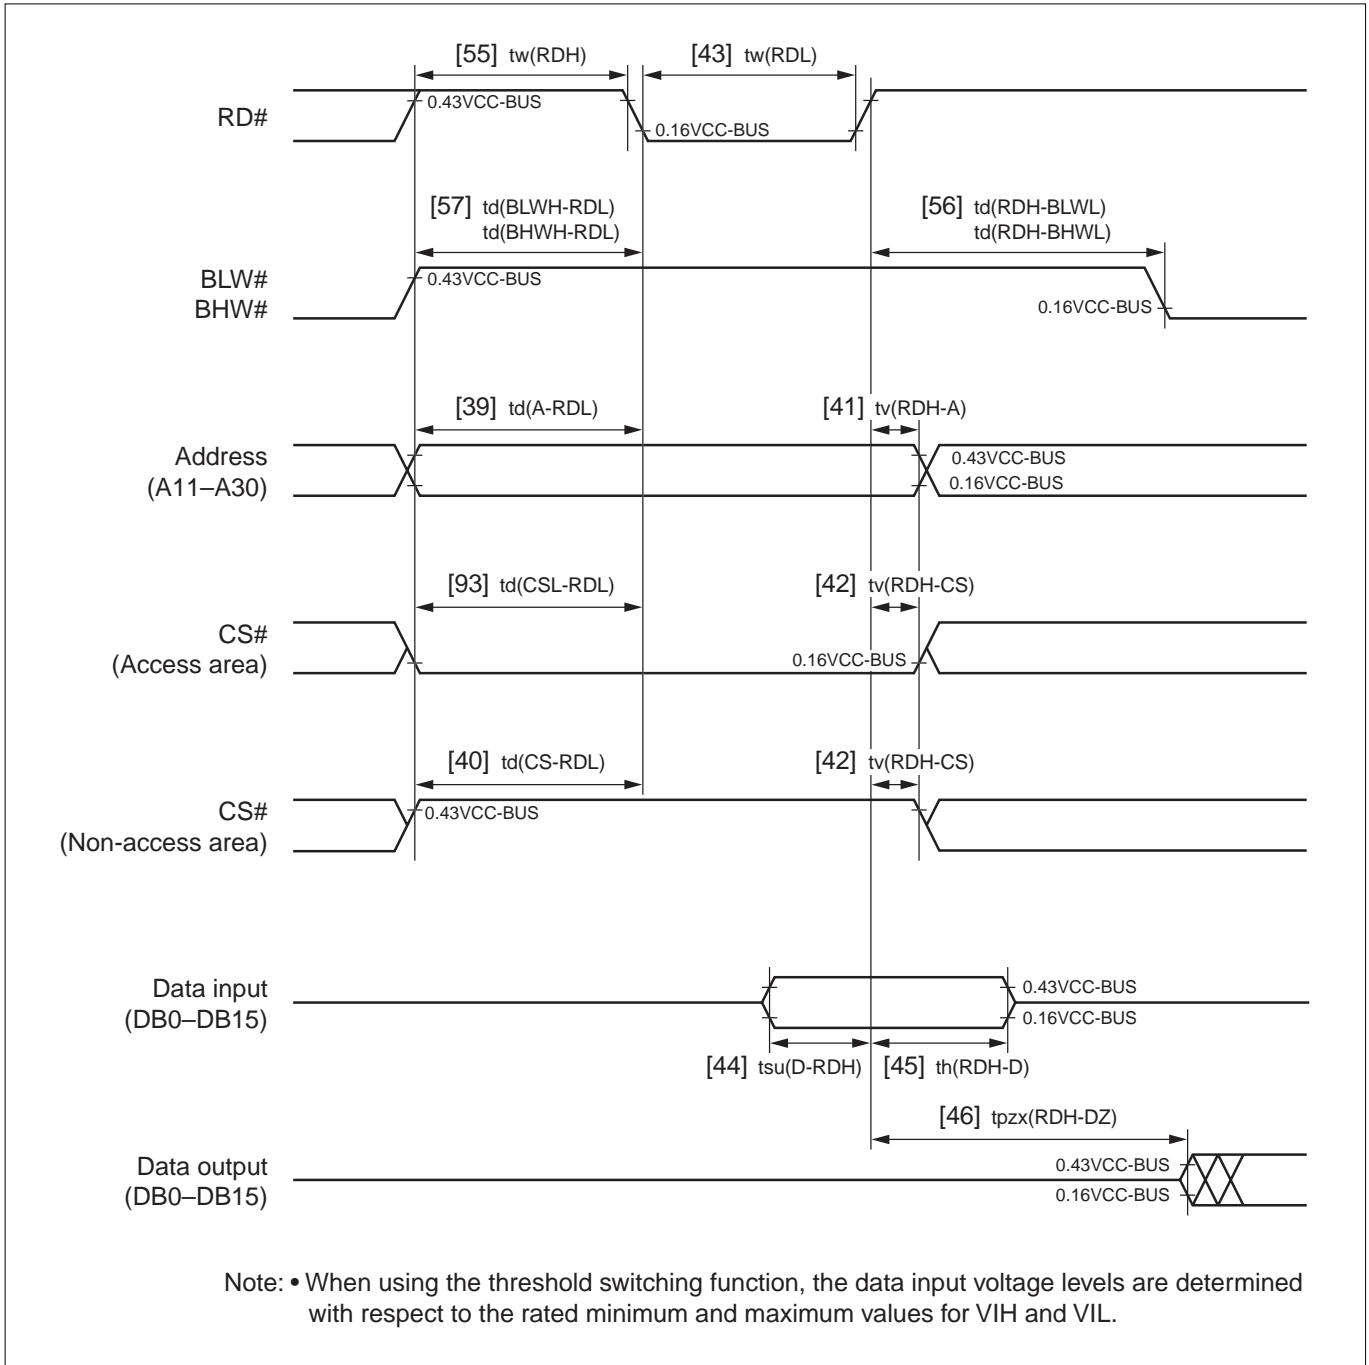 [55] tw(RDH)
[43] tw(RDL)
RD#
0.43VCC-BUS
0.16VCC-BUS
[57] td(BLWH-RDL)
td(BHWH-RDL)
[56] td(RDH-BLWL)
td(RDH-BHWL)
BLW#
BHW#
0.43VCC-BUS
0.16VCC-BUS
[39] td(A-RDL)
[41] tv(RDH-A)
Address
(A11–A30)
0.43VCC-BUS
0.16VCC-BUS
[93] td(CSL-RDL)
[42] tv(RDH-CS)
CS#
(Access area)
0.16VCC-BUS
[40] td(CS-RDL)
[42] tv(RDH-CS)
CS#
(Non-access area)
0.43VCC-BUS
Data input
(DB0–DB15)
0.43VCC-BUS
0.16VCC-BUS
[44] tsu(D-RDH)
[45] th(RDH-D)
[46] tpzx(RDH-DZ)
Data output
(DB0–DB15)
0.43VCC-BUS
0.16VCC-BUS
Note: • When using the threshold switching function, the data input voltage levels are determined
with respect to the rated minimum and maximum values for VIH and VIL.